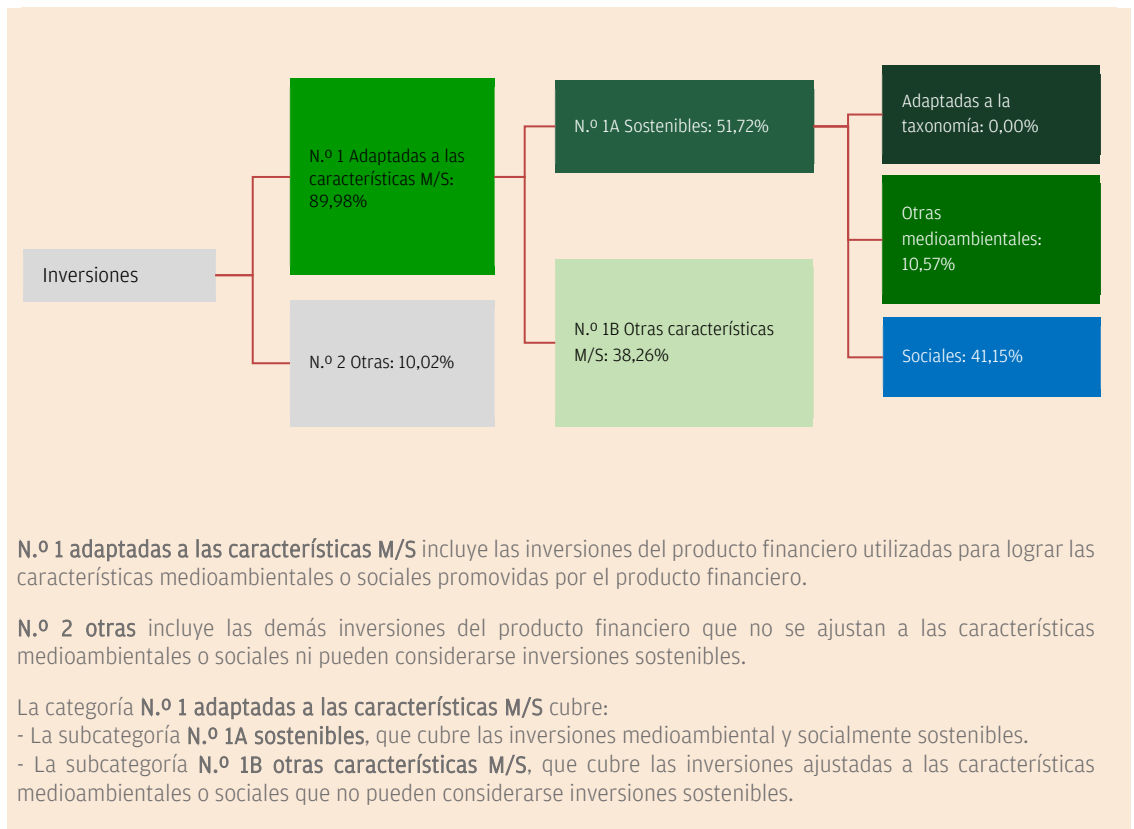 Inversiones
N.º 1 Adaptadas a las
características M/S:
89,98%
N.º 2 Otras: 10,02%
N.º 1A Sostenibles: 51,72%
N.º 1B Otras características
M/S: 38,26%
Adaptadas a la
taxonomía: 0,00%
Otras
medioambientales:
10,57%
Sociales: 41,15%
N.º 1 adaptadas a las características M/S incluye las inversiones del producto financiero utilizadas para lograr las
características medioambientales o sociales promovidas por el producto financiero.
N.º 2 otras incluye las demás inversiones del producto financiero que no se ajustan a las características
medioambientales o sociales ni pueden considerarse inversiones sostenibles.
La categoría N.º 1 adaptadas a las características M/S cubre:
- La subcategoría N.º 1A sostenibles, que cubre las inversiones medioambiental y socialmente sostenibles.
- La subcategoría N.º 1B otras características M/S, que cubre las inversiones ajustadas a las características
medioambientales o sociales que no pueden considerarse inversiones sostenibles.